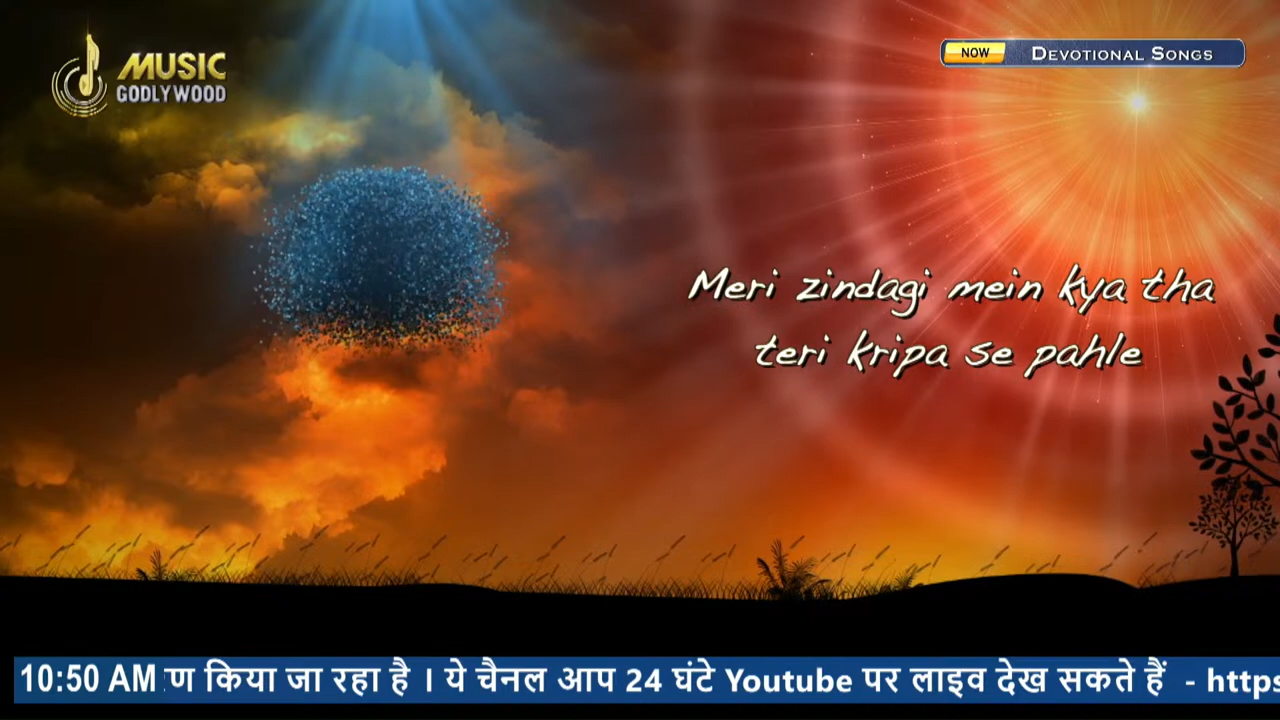 MUSIC
GODLYWOOD
NOW DEVOTIONAL SONGS
Meri zindagi mein kya tha
teri kripa se pahle
10:50 AM ण किया जा रहा है । ये चैनल आप 24 घंटे Youtube पर लाइव देख सकते हैं - https